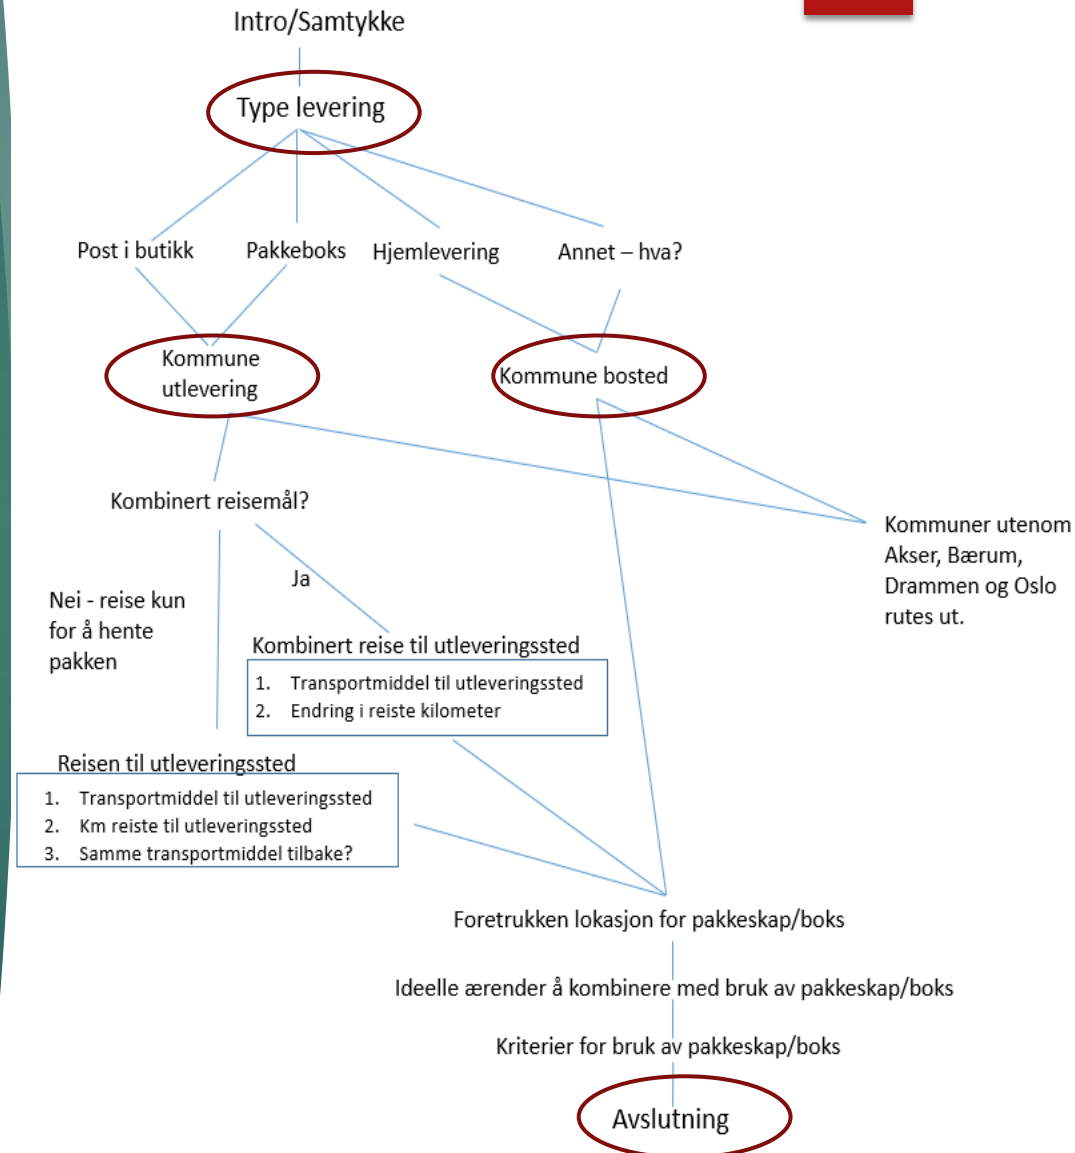 Intro/Samtykke
Type levering
Post i butikk
Pakkeboks
Hjemlevering
Annet – hva?
Kommune
utlevering
Kommune bosted
Kombinert reisemål?
Kommuner utenom
Akser, Bærum,
Drammen og Oslo
rutes ut.
Ja
Nei - reise kun
for å hente
pakken
Kombinert reise til utleveringssted
1. Transportmiddel til utleveringssted
2. Endring i reiste kilometer
Reisen til utleveringssted
1. Transportmiddel til utleveringssted
2. Km reiste til utleveringssted
3. Samme transportmiddel tilbake?
Foretrukken lokasjon for pakkeskap/boks
Ideelle ærender å kombinere med bruk av pakkeskap/boks
Kriterier for bruk av pakkeskap/boks
Avslutning